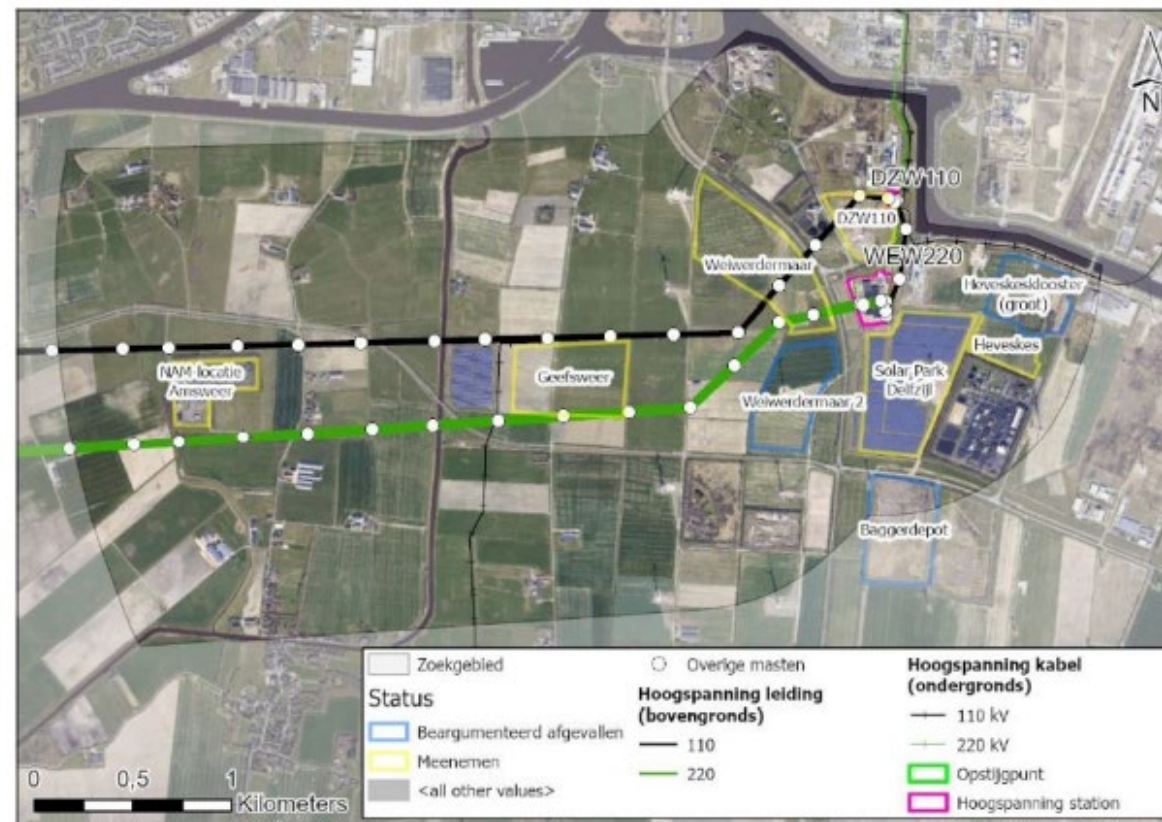 N
DZW110
DZW110
WEW220
Weiwerdermaar
Heveskesklooster
(groot)
Heveskes
NAM-locatie
Amsweer
Geefsweer
Solar Park
Delfzijl
Weiwerdermaar 2
Baggerdepot
Zoekgebied
Status
Beargumenteerd afgevallen
Meenemen
<all other values>
Overige masten
Hoogspanning leiding
(bovengronds)
110
220
Hoogspanning kabel
(ondergronds)
110 kV
220 kV
Opstijgpunt
Hoogspanning station
0 0,5 1
Kilometers